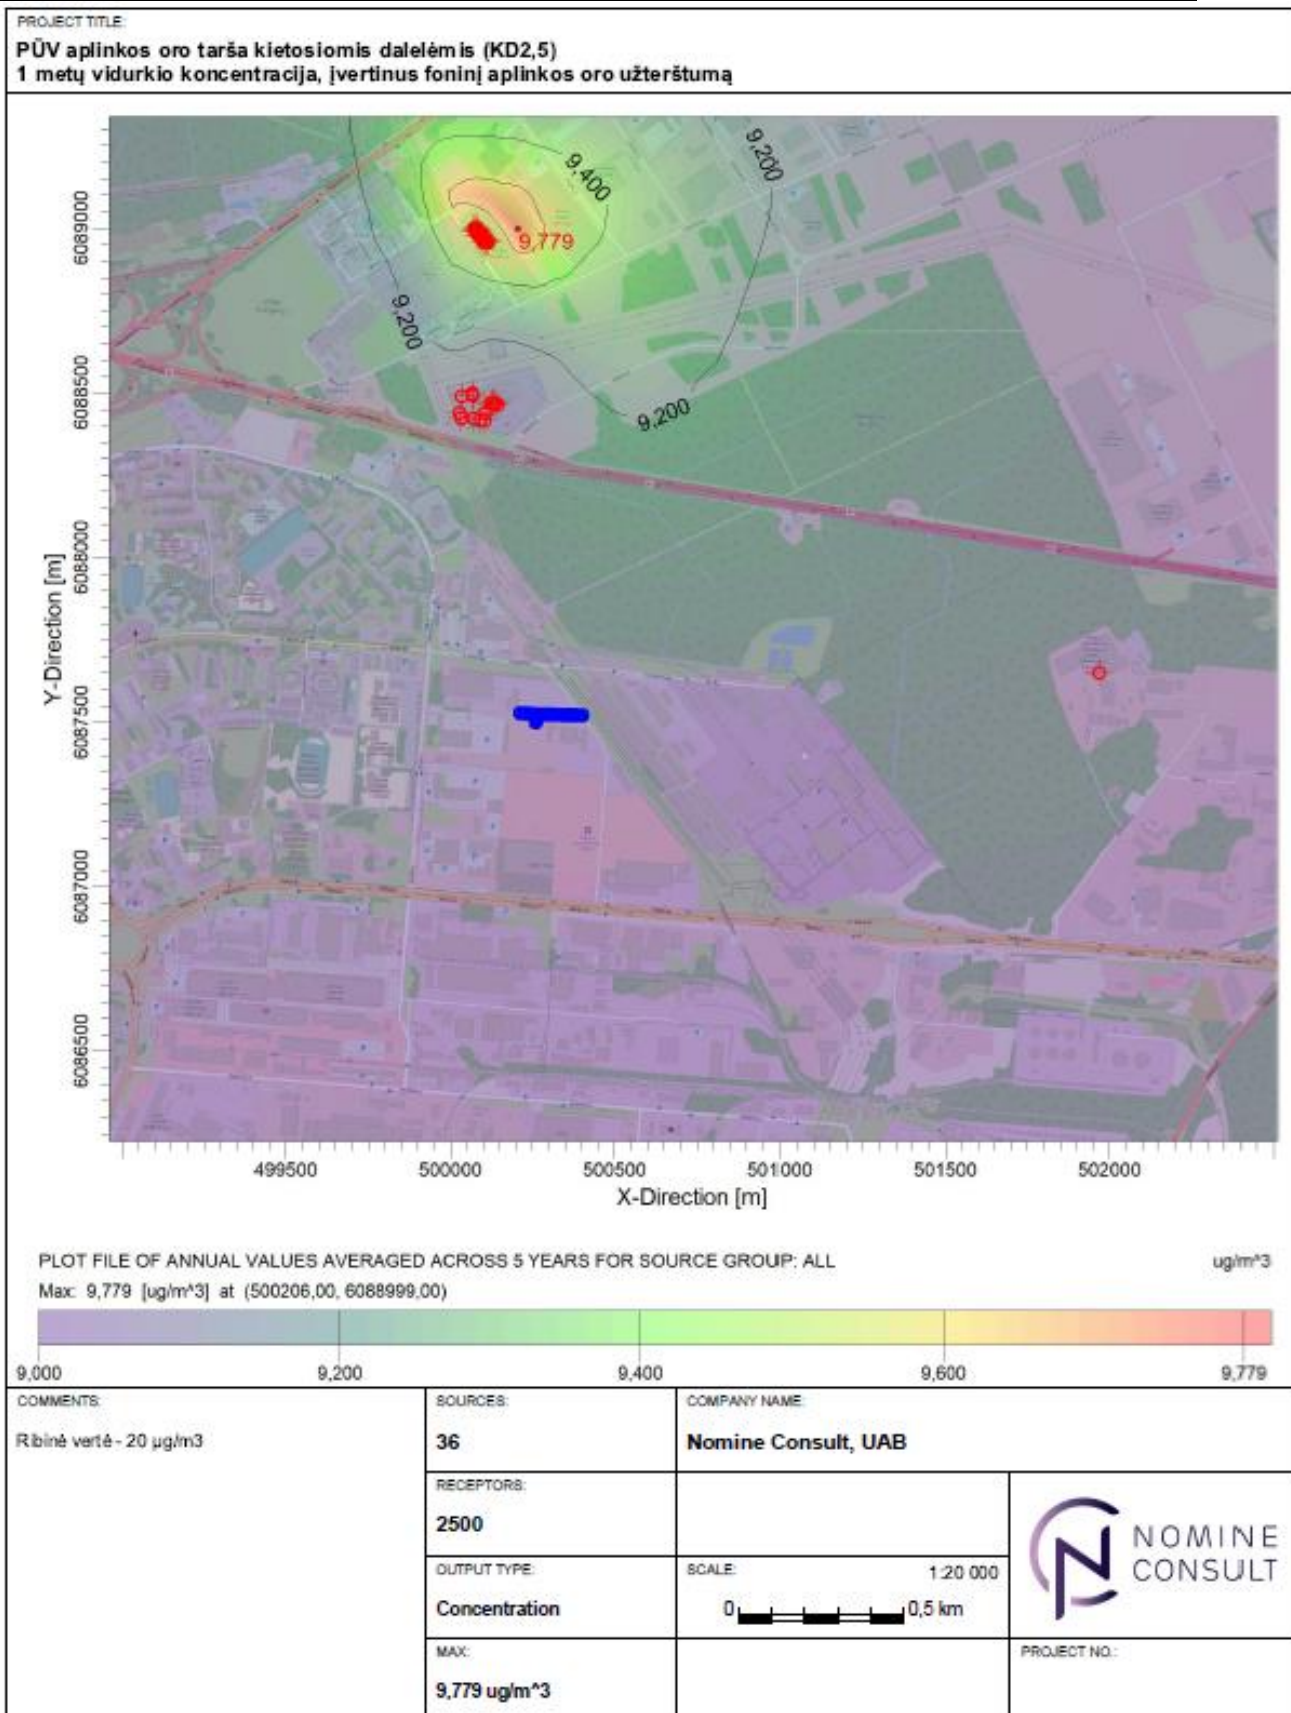 PROJECT TITLE:
PŪV aplinkos oro tarša kietosiomis dalelėmis (KD2,5)
1 metų vidurkio koncentracija, įvertinus foninį aplinkos oro užterštumą
9,200
9,400
9,779
9,200
9,200
Y-Direction [m]
6089000
6088500
6088000
6087500
6087000
6086500
499500
500000
500500
501000
501500
502000
X-Direction [m]
PLOT FILE OF ANNUAL VALUES AVERAGED ACROSS 5 YEARS FOR SOURCE GROUP: ALL
ug/m^3
Max: 9,779 [ug/m^3] at (500206,00, 6088999,00)
9,000
9,200
9,400
9,600
9,779
COMMENTS:
Ribinė vertė - 20 µg/m3
SOURCES:
36
COMPANY NAME:
Nomine Consult, UAB
RECEPTORS:
2500
OUTPUT TYPE:
Concentration
SCALE:
1:20 000
0
0,5 km
NOMINE
CONSULT
MAX:
9,779 ug/m^3
PROJECT NO.: